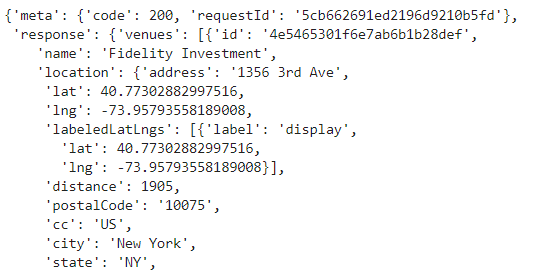 {'meta': {'code': 200, 'requestId': '5cb662691ed2196d9210b5fd'},
 'response': {'venues': [{'id': '4e5465301f6e7ab6b1b28def',
    'name': 'Fidelity Investment',
    'location': {'address': '1356 3rd Ave',
     'lat': 40.77302882997516,
     'lng': -73.95793558189008,
     'labeledLatLngs': [{'label': 'display',
       'lat': 40.77302882997516,
       'lng': -73.95793558189008}],
     'distance': 1905,
     'postalCode': '10075',
     'cc': 'US',
     'city': 'New York',
     'state': 'NY',